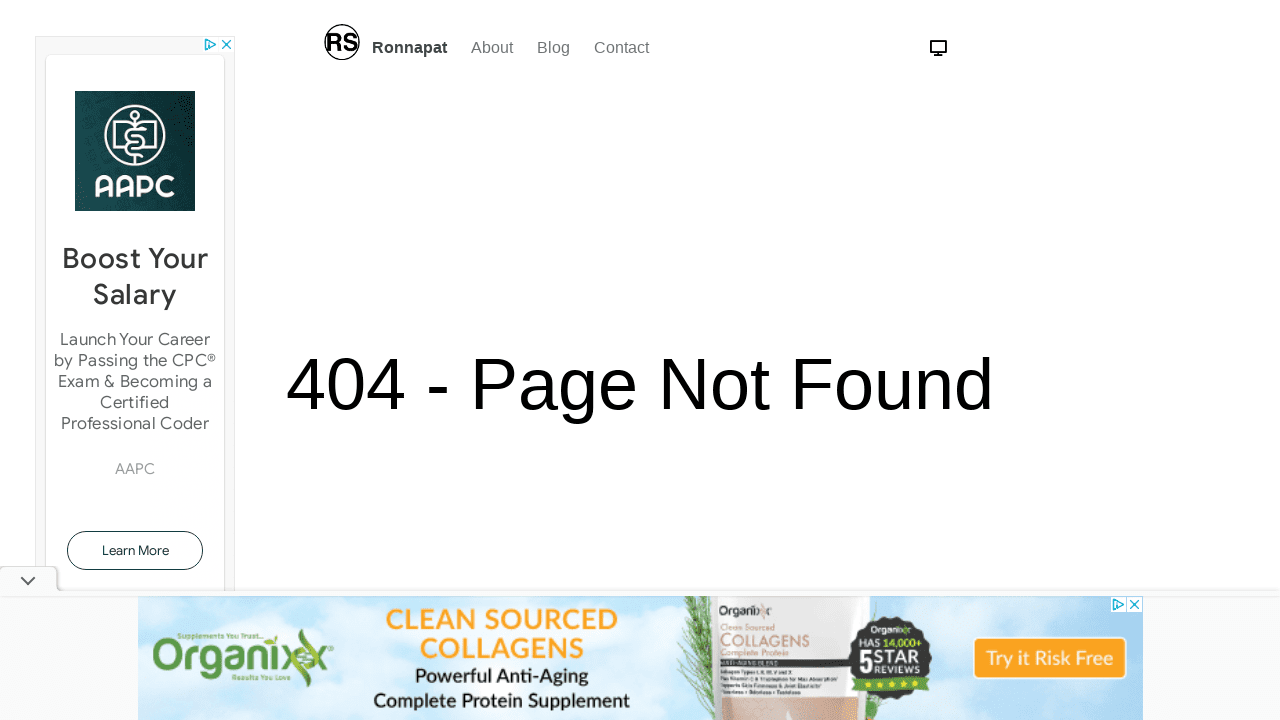 RS Ronnapat About Blog Contact
AAPC
Boost Your
Salary
Launch Your Career
by Passing the CPC®
Exam & Becoming a
Certified
Professional Coder
AAPC
Learn More
404 - Page Not Found
Supplements You Trust...
Organixx
Results You Love
CLEAN SOURCED
COLLAGENS
Powerful Anti-Aging
Complete Protein Supplement
Organixx
Clean Sourced
COLLAGENS
Complete Protein
ANTI-AGING BLEND
Organixx
HAS 14,000+
5 STAR
REVIEWS
Try it Risk Free